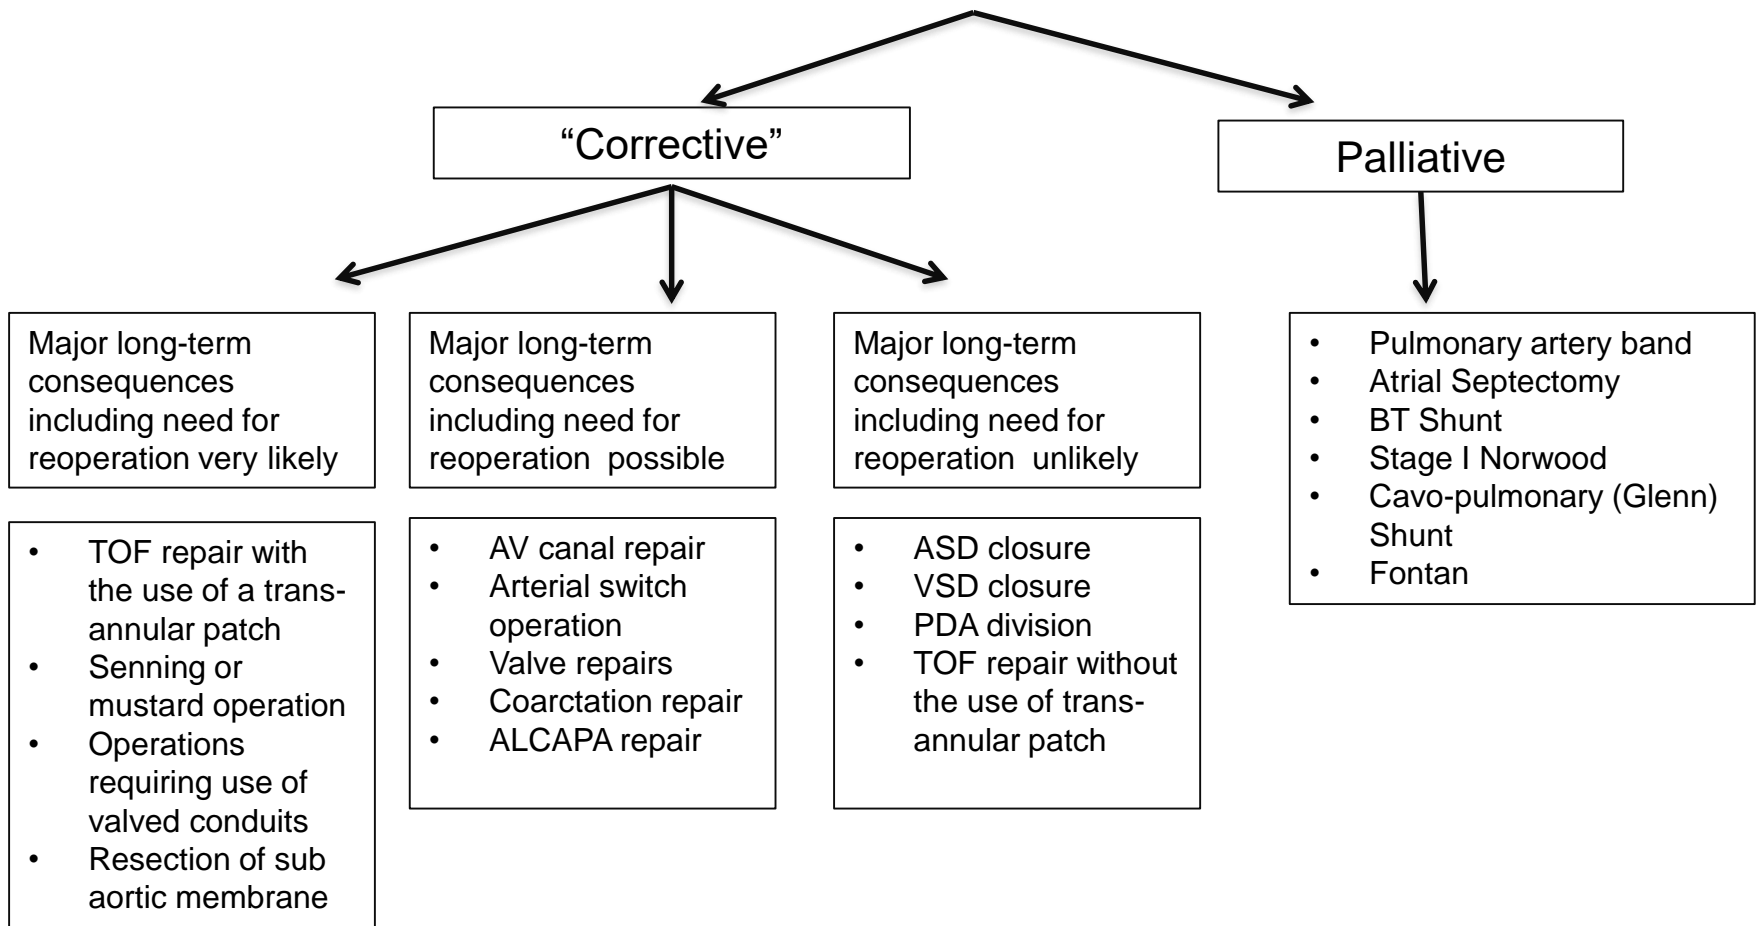 “Corrective”
Palliative
Major long-term
consequences
including need for
reoperation very likely
• TOF repair with
the use of a trans-
annular patch
• Senning or
mustard operation
• Operations
requiring use of
valved conduits
• Resection of sub
aortic membrane
Major long-term
consequences
including need for
reoperation possible
• AV canal repair
• Arterial switch
operation
• Valve repairs
• Coarctation repair
• ALCAPA repair
Major long-term
consequences
including need for
reoperation unlikely
• ASD closure
• VSD closure
• PDA division
• TOF repair without
the use of trans-
annular patch
• Pulmonary artery band
• Atrial Septectomy
• BT Shunt
• Stage I Norwood
• Cavo-pulmonary (Glenn)
Shunt
• Fontan